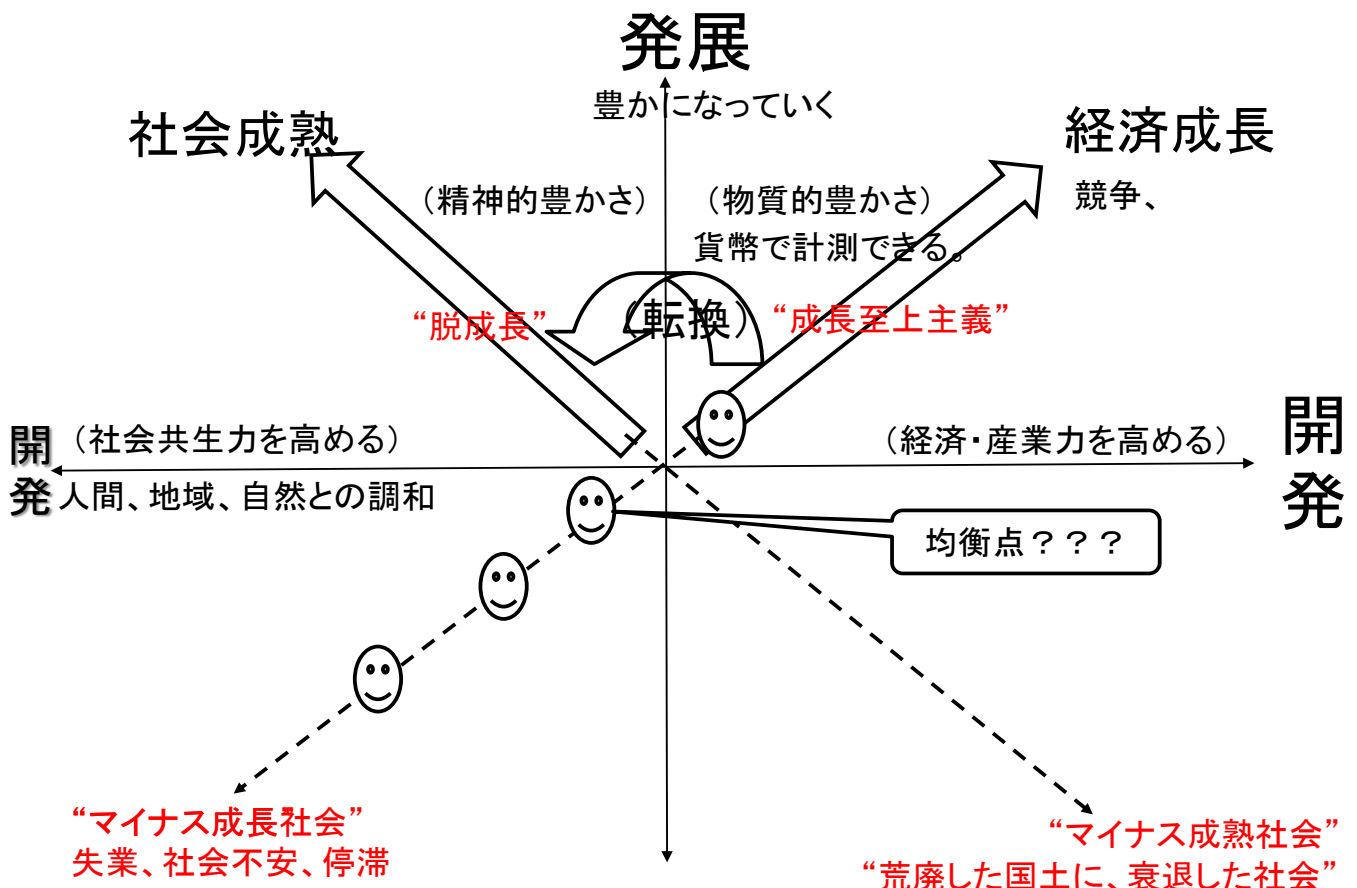 発展
豊かになっていく
社会成熟
経済成長
競争、
（精神的豊かさ）
（物質的豊かさ）
貨幣で計測できる。
“脱成長”
（転換）
“成長至上主義”
開発
（社会共生力を高める）
人間、地域、自然との調和
（経済・産業力を高める）
開発
均衡点？？？
“マイナス成長社会”
失業、社会不安、停滞
“マイナス成熟社会”
“荒廃した国土に、衰退した社会”